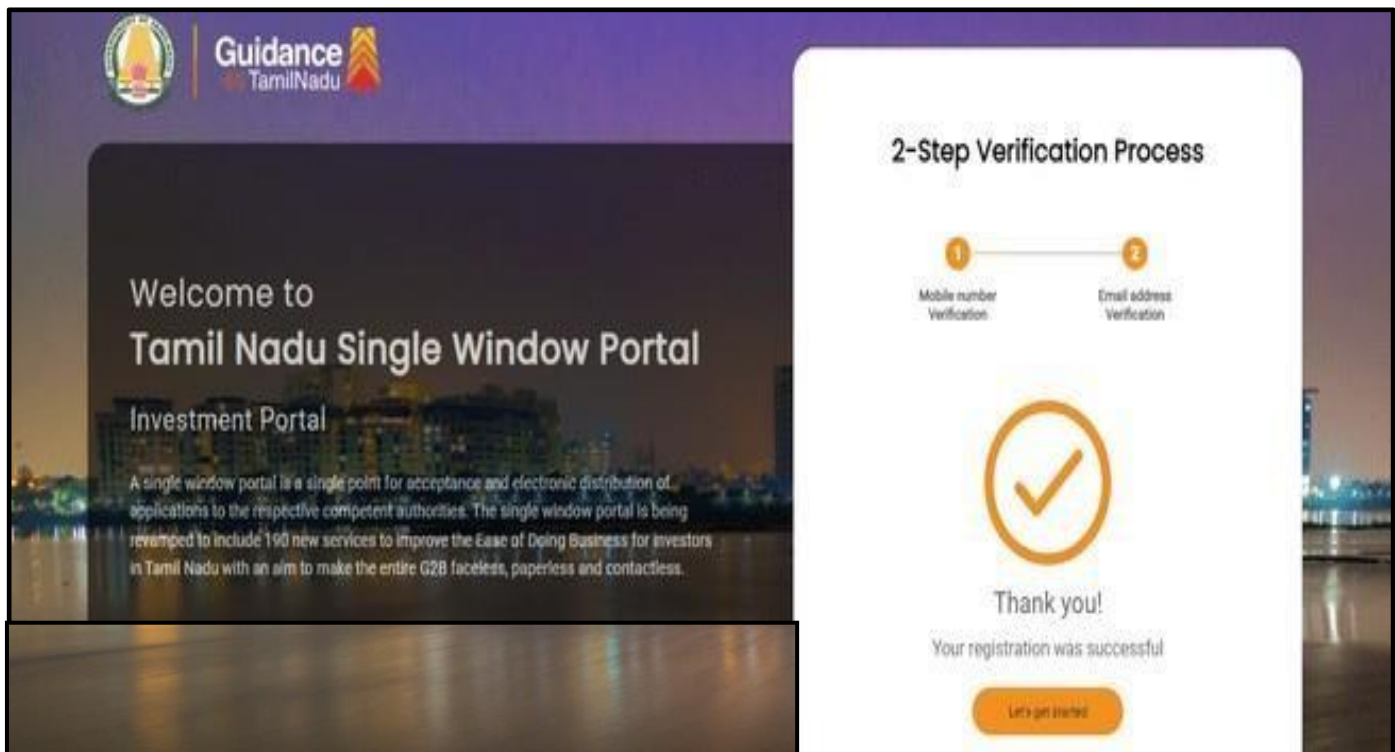 Guidance
TamilNadu
Welcome to
Tamil Nadu Single Window Portal
Investment Portal
A single window portal is a single point for acceptance and electronic distribution of
applications to the respective competent authorities. The single window portal is being
revamped to include 190 new services to improve the Ease of Doing Business for investors
in Tamil Nadu with an aim to make the entire G2B faceless, paperless and contactless.
2-Step Verification Process
1
2
Mobile number
Verification
Email address
Verification
Thank you!
Your registration was successful
Let's get started